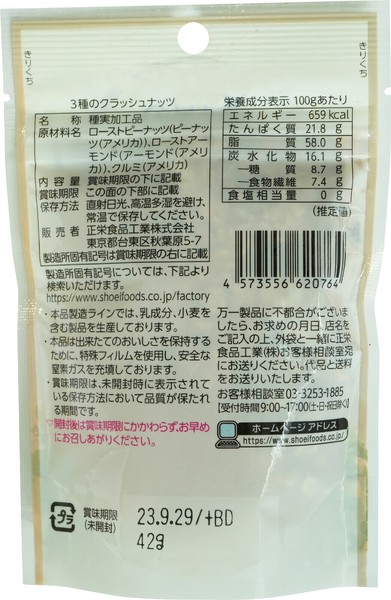 きりくち
きりくち
3種のクラッシュナッツ
名称 種実加工品
原材料名 ローストピーナッツ(ピーナッ
ツ(アメリカ))、ローストアー
モンド(アーモンド(アメリ
カ))、クルミ(アメリカ)
内容量 賞味期限の下に記載
賞味期限 この面の下部に記載
保存方法 直射日光、高温多湿を避け、
常温で保存してください。
販売者 正栄食品工業株式会社
東京都台東区秋葉原5-7
製造所固有記号は賞味期限の右に記載
製造所固有記号については、下記より
検索いただけます。
https://www.shoeifoods.co.jp/factory
・本品製造ラインでは、乳成分、小麦を
含む製品を生産しております。
・本品は出来たてのおいしさを保持する
ために、特殊フィルムを使用し、安全な
窒素ガスを充填しております。
・賞味期限は、未開封時に表示されて
いる保存方法において品質が保たれ
る期間です。
♡開封後は賞味期限にかかわらず、お早め
にお召しあがりください。
栄養成分表示 100gあたり
エネルギー 659 kcal
たんぱく質 21.8 g
脂質 58.0 g
炭水化物 16.1 g
―糖質 8.7 g
―食物繊維 7.4 g
食塩相当量 0 g
(推定値)
4573556620764
万一製品に不都合がございま
したら、お求めの月日、店名を
ご記入の上、外袋と一緒に正栄
食品工業(株)お客様相談室宛
にお送りください。代品と送料
をお送りいたします。
お客様相談室 03-3253-1885
【受付時間 9:00~17:00(土・日・祝日除く)】
ホームページアドレス
https://www.shoeifoods.co.jp/
プラ
賞味期限
(未開封)
23.9.29/+BD
42g